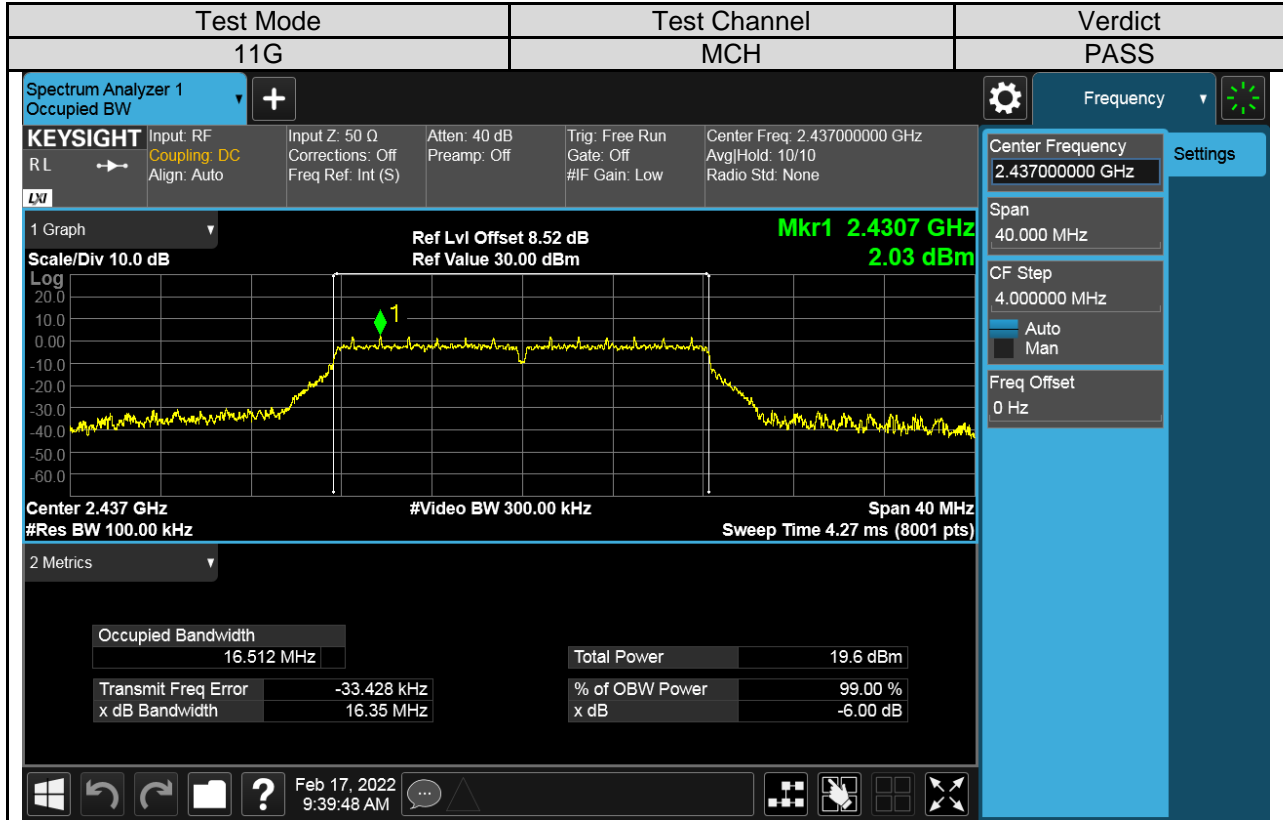 Test Mode Test Channel Verdict
11G MCH PASS
Spectrum Analyzer 1
Occupied BW
Frequency
KEYSIGHT Input: RF Input Z: 50 Ω Atten: 40 dB Trig: Free Run Center Freq: 2.437000000 GHz
RL Coupling: DC Corrections: Off Preamp: Off Gate: Off Avg|Hold: 10/10
Align: Auto Freq Ref: Int (S) #IF Gain: Low Radio Std: None
LXI
Center Frequency
2.437000000 GHz
Settings
Span
40.000 MHz
CF Step
4.000000 MHz
Auto
Man
Freq Offset
0 Hz
1 Graph Ref Lvl Offset 8.52 dB Mkr1 2.4307 GHz
Scale/Div 10.0 dB Ref Value 30.00 dBm 2.03 dBm
Log
20.0
10.0
0.00
-10.0
-20.0
-30.0
-40.0
-50.0
-60.0
1
Center 2.437 GHz #Video BW 300.00 kHz Span 40 MHz
#Res BW 100.00 kHz Sweep Time 4.27 ms (8001 pts)
2 Metrics
Occupied Bandwidth
16.512 MHz Total Power 19.6 dBm
Transmit Freq Error -33.428 kHz % of OBW Power 99.00 %
x dB Bandwidth 16.35 MHz x dB -6.00 dB
Feb 17, 2022
9:39:48 AM